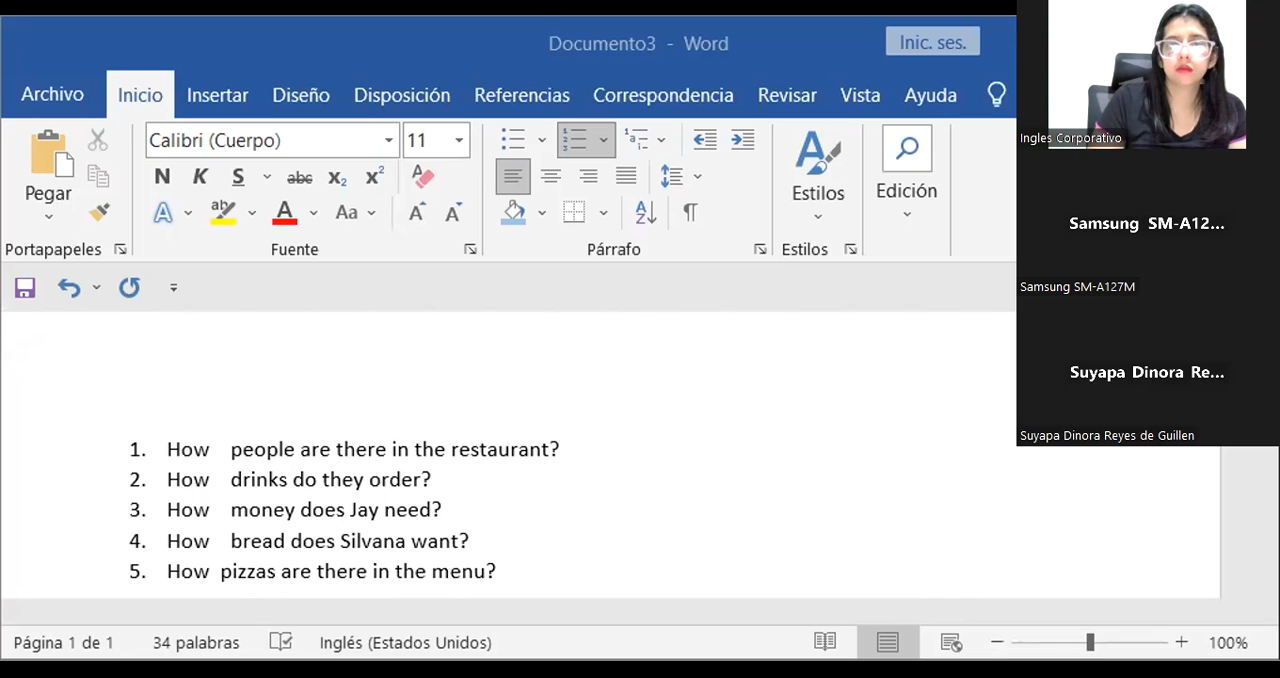 Documento3 - Word
Inic. ses.
Archivo Inicio Insertar Diseño Disposición Referencias Correspondencia Revisar Vista Ayuda
Calibri (Cuerpo) 11
Pegar
N K S abc x₂ x²
A ab A Aa A A
Estilos
Edición
Portapapeles Fuente Párrafo Estilos
1. How people are there in the restaurant?
2. How drinks do they order?
3. How money does Jay need?
4. How bread does Silvana want?
5. How pizzas are there in the menu?
Página 1 de 1 34 palabras Inglés (Estados Unidos) 100%
Ingles Corporativo
Samsung SM-A12...
Samsung SM-A127M
Suyapa Dinora Re...
Suyapa Dinora Reyes de Guillen